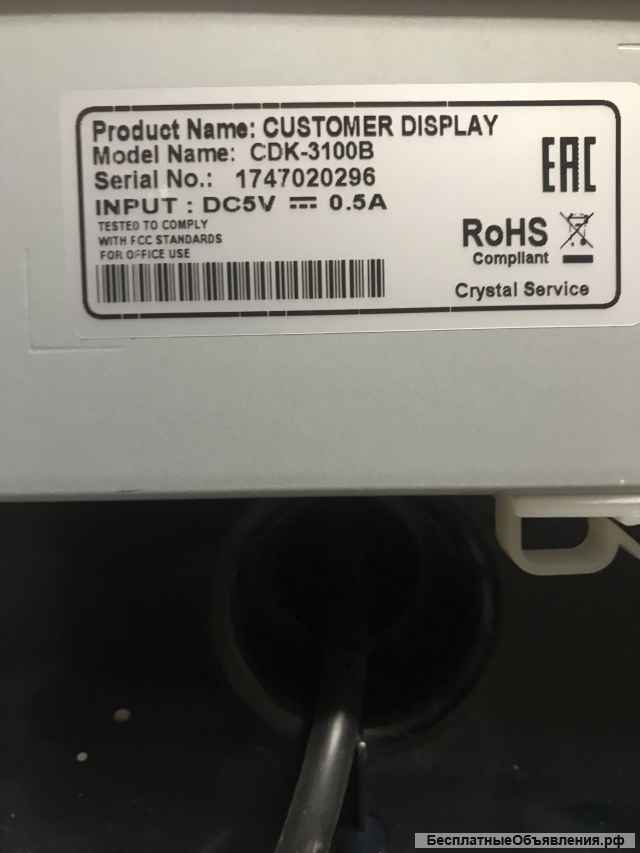 Product Name: CUSTOMER DISPLAY
Model Name: CDK-3100B
Serial No.: 1747020296
INPUT : DC5V ⎓ 0.5A
TESTED TO COMPLY
WITH FCC STANDARDS
FOR OFFICE USE
EAC
RoHS
Compliant
Crystal Service
БесплатныеОбъявления.рф